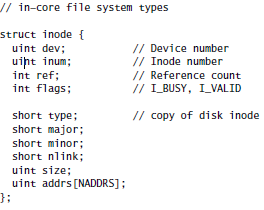 // in-core file system types
struct inode {
  uint dev;           // Device number
  uint inum;          // Inode number
  int ref;            // Reference count
  int flags;          // I_BUSY, I_VALID
  short type;         // copy of disk inode
  short major;
  short minor;
  short nlink;
  uint size;
  uint addrs[NADDRS];
};